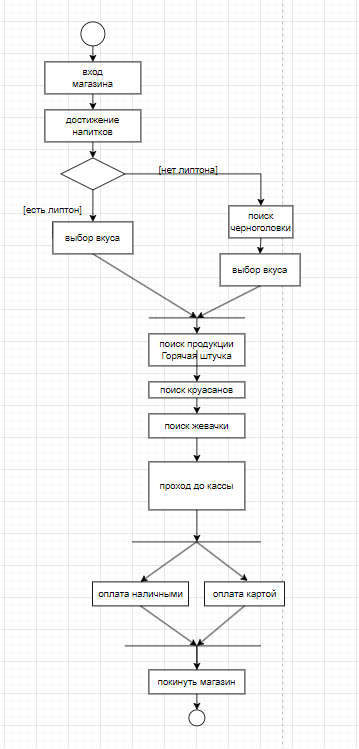 вход
магазина
достижение
напитков
[нет липтона]
[есть липтон]
поиск
черноголовки
выбор вкуса
выбор вкуса
поиск продукции
Горячая штучка
поиск круасанов
поиск жевачки
проход до кассы
оплата наличными
оплата картой
покинуть магазин